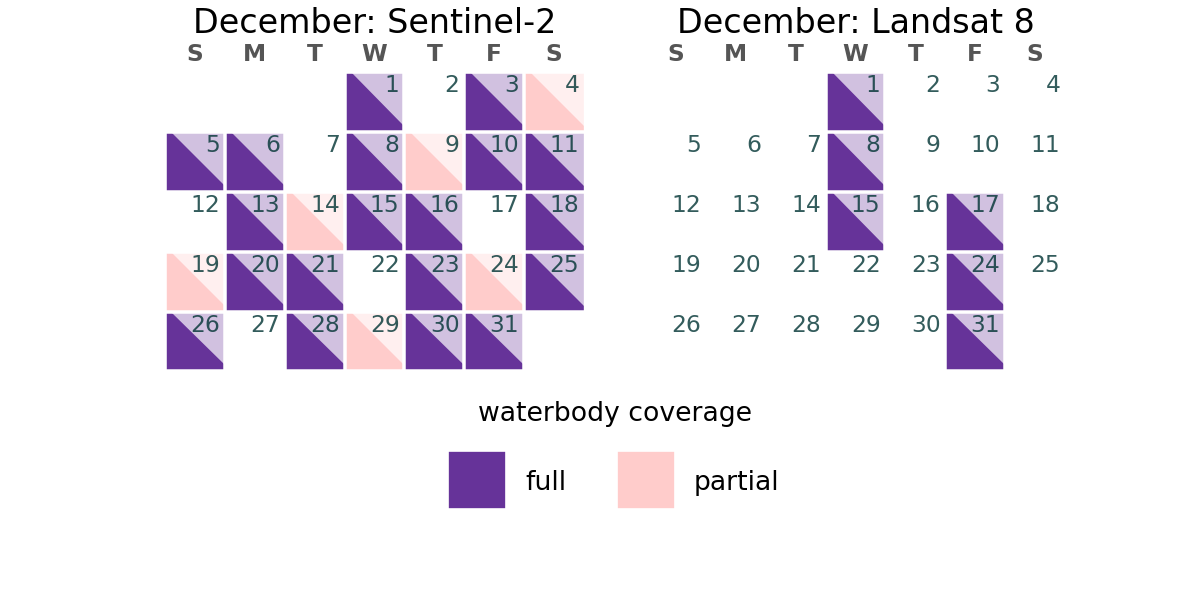 December: Sentinel-2
S M T W T F S
1 2 3 4
5 6 7 8 9 10 11
12 13 14 15 16 17 18
19 20 21 22 23 24 25
26 27 28 29 30 31
December: Landsat 8
S M T W T F S
1 2 3 4
5 6 7 8 9 10 11
12 13 14 15 16 17 18
19 20 21 22 23 24 25
26 27 28 29 30 31
waterbody coverage
full partial